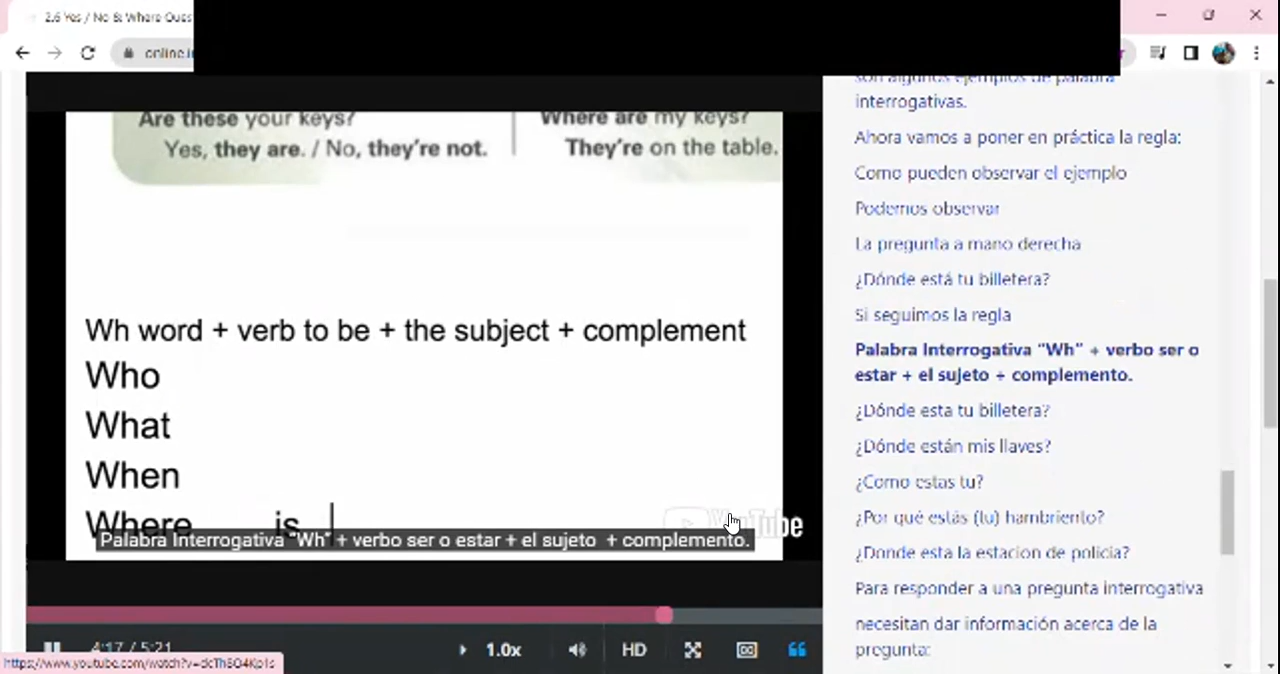 2.6 Yes / No & Where Ques
online.i
Are these your keys?
Yes, they are. / No, they're not.
Where are my keys?
They're on the table.
Wh word + verb to be + the subject + complement
Who
What
When
Where is
Palabra Interrogativa "Wh" + verbo ser o estar + el sujeto + complemento.
4:17 / 5:21
1.0x
HD
son algunos ejemplos de palabra
interrogativas.
Ahora vamos a poner en práctica la regla:
Como pueden observar el ejemplo
Podemos observar
La pregunta a mano derecha
¿Dónde está tu billetera?
Si seguimos la regla
Palabra Interrogativa "Wh" + verbo ser o
estar + el sujeto + complemento.
¿Dónde esta tu billetera?
¿Dónde están mis llaves?
¿Como estas tu?
¿Por qué estás (tu) hambriento?
¿Donde esta la estacion de policia?
Para responder a una pregunta interrogativa
necesitan dar información acerca de la
pregunta: